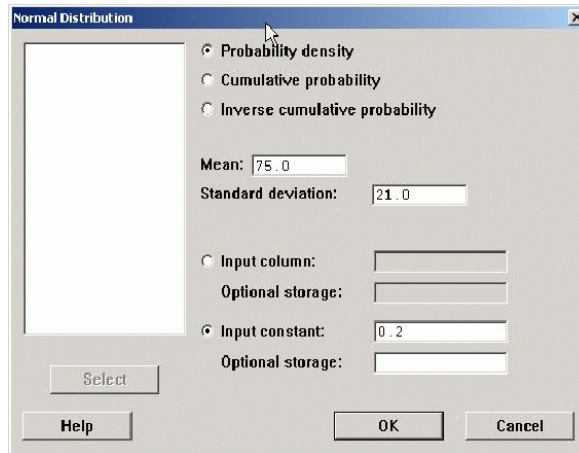 Normal Distribution
Probability density
Cumulative probability
Inverse cumulative probability
Mean: 75.0
Standard deviation: 21.0
Input column:
Optional storage:
Input constant: 0.2
Optional storage:
Select
Help OK Cancel